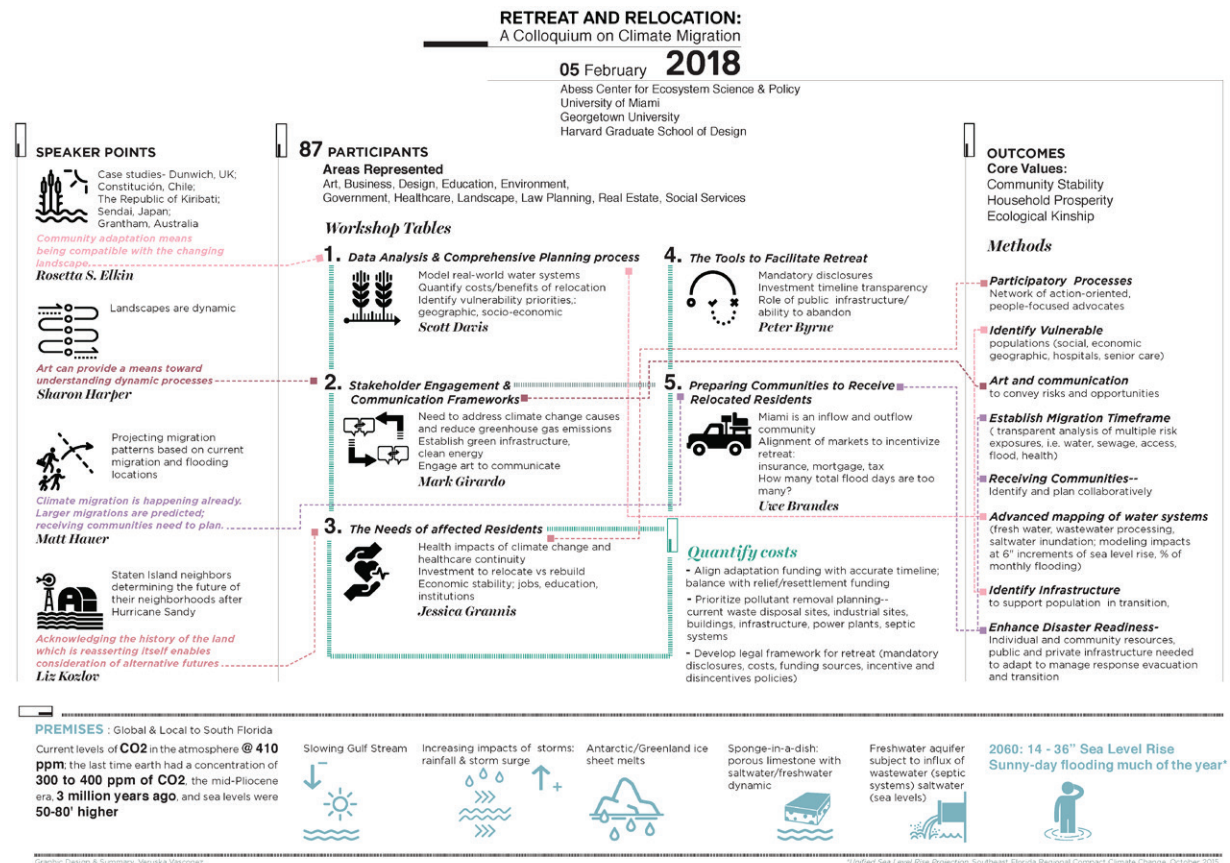 RETREAT AND RELOCATION:
A Colloquium on Climate Migration
05 February 2018
Abess Center for Ecosystem Science & Policy
University of Miami
Georgetown University
Harvard Graduate School of Design
SPEAKER POINTS
Case studies- Dunwich, UK;
Constitución, Chile;
The Republic of Kiribati;
Sendai, Japan;
Grantham, Australia
Community adaptation means
being compatible with the changing
landscape.
Rosetta S. Elkin
Landscapes are dynamic
Art can provide a means toward
understanding dynamic processes
Sharon Harper
Projecting migration
patterns based on current
migration and flooding
locations
Climate migration is happening already.
Larger migrations are predicted;
receiving communities need to plan.
Matt Hauer
Staten Island neighbors
determining the future of
their neighborhoods after
Hurricane Sandy
Acknowledging the history of the land
which is reasserting itself enables
consideration of alternative futures
Liz Kozlov
87 PARTICIPANTS
Areas Represented
Art, Business, Design, Education, Environment,
Government, Healthcare, Landscape, Law Planning, Real Estate, Social Services
Workshop Tables
1. Data Analysis & Comprehensive Planning process
Model real-world water systems
Quantify costs/benefits of relocation
Identify vulnerability priorities,:
geographic, socio-economic
Scott Davis
2. Stakeholder Engagement &
Communication Frameworks
Need to address climate change causes
and reduce greenhouse gas emissions
Establish green infrastructure,
clean energy
Engage art to communicate
Mark Girardo
3. The Needs of affected Residents
Health impacts of climate change and
healthcare continuity
Investment to relocate vs rebuild
Economic stability; jobs, education,
institutions
Jessica Grannis
4. The Tools to Facilitate Retreat
Mandatory disclosures
Investment timeline transparency
Role of public infrastructure/
ability to abandon
Peter Byrne
5. Preparing Communities to Receive
Relocated Residents
Miami is an inflow and outflow
community
Alignment of markets to incentivize
retreat:
insurance, mortgage, tax
How many total flood days are too
many?
Uwe Brandes
Quantify costs
- Align adaptation funding with accurate timeline;
balance with relief/resettlement funding
- Prioritize pollutant removal planning--
current waste disposal sites, industrial sites,
buildings, infrastructure, power plants, septic
systems
- Develop legal framework for retreat (mandatory
disclosures, costs, funding sources, incentive and
disincentives policies)
OUTCOMES
Core Values:
Community Stability
Household Prosperity
Ecological Kinship
Methods
Participatory Processes
Network of action-oriented,
people-focused advocates
Identify Vulnerable
populations (social, economic
geographic, hospitals, senior care)
Art and communication
to convey risks and opportunities
Establish Migration Timeframe
( transparent analysis of multiple risk
exposures, i.e. water, sewage, access,
flood, health)
Receiving Communities--
Identify and plan collaboratively
Advanced mapping of water systems
(fresh water, wastewater processing,
saltwater inundation; modeling impacts
at 6" increments of sea level rise, % of
monthly flooding)
Identify Infrastructure
to support population in transition,
Enhance Disaster Readiness-
Individual and community resources,
public and private infrastructure needed
to adapt to manage response evacuation
and transition
PREMISES : Global & Local to South Florida
Current levels of CO2 in the atmosphere @ 410
ppm; the last time earth had a concentration of
300 to 400 ppm of CO2, the mid-Pliocene
era, 3 million years ago, and sea levels were
50-80' higher
Slowing Gulf Stream
Increasing impacts of storms:
rainfall & storm surge
Antarctic/Greenland ice
sheet melts
Sponge-in-a-dish:
porous limestone with
saltwater/freshwater
dynamic
Freshwater aquifer
subject to influx of
wastewater (septic
systems) saltwater
(sea levels)
2060: 14 - 36" Sea Level Rise
Sunny-day flooding much of the year*
Graphic Design & Summary:
*Unified Sea Level Rise Projection, Southeast Florida Regional Compact Climate Change, October 2015